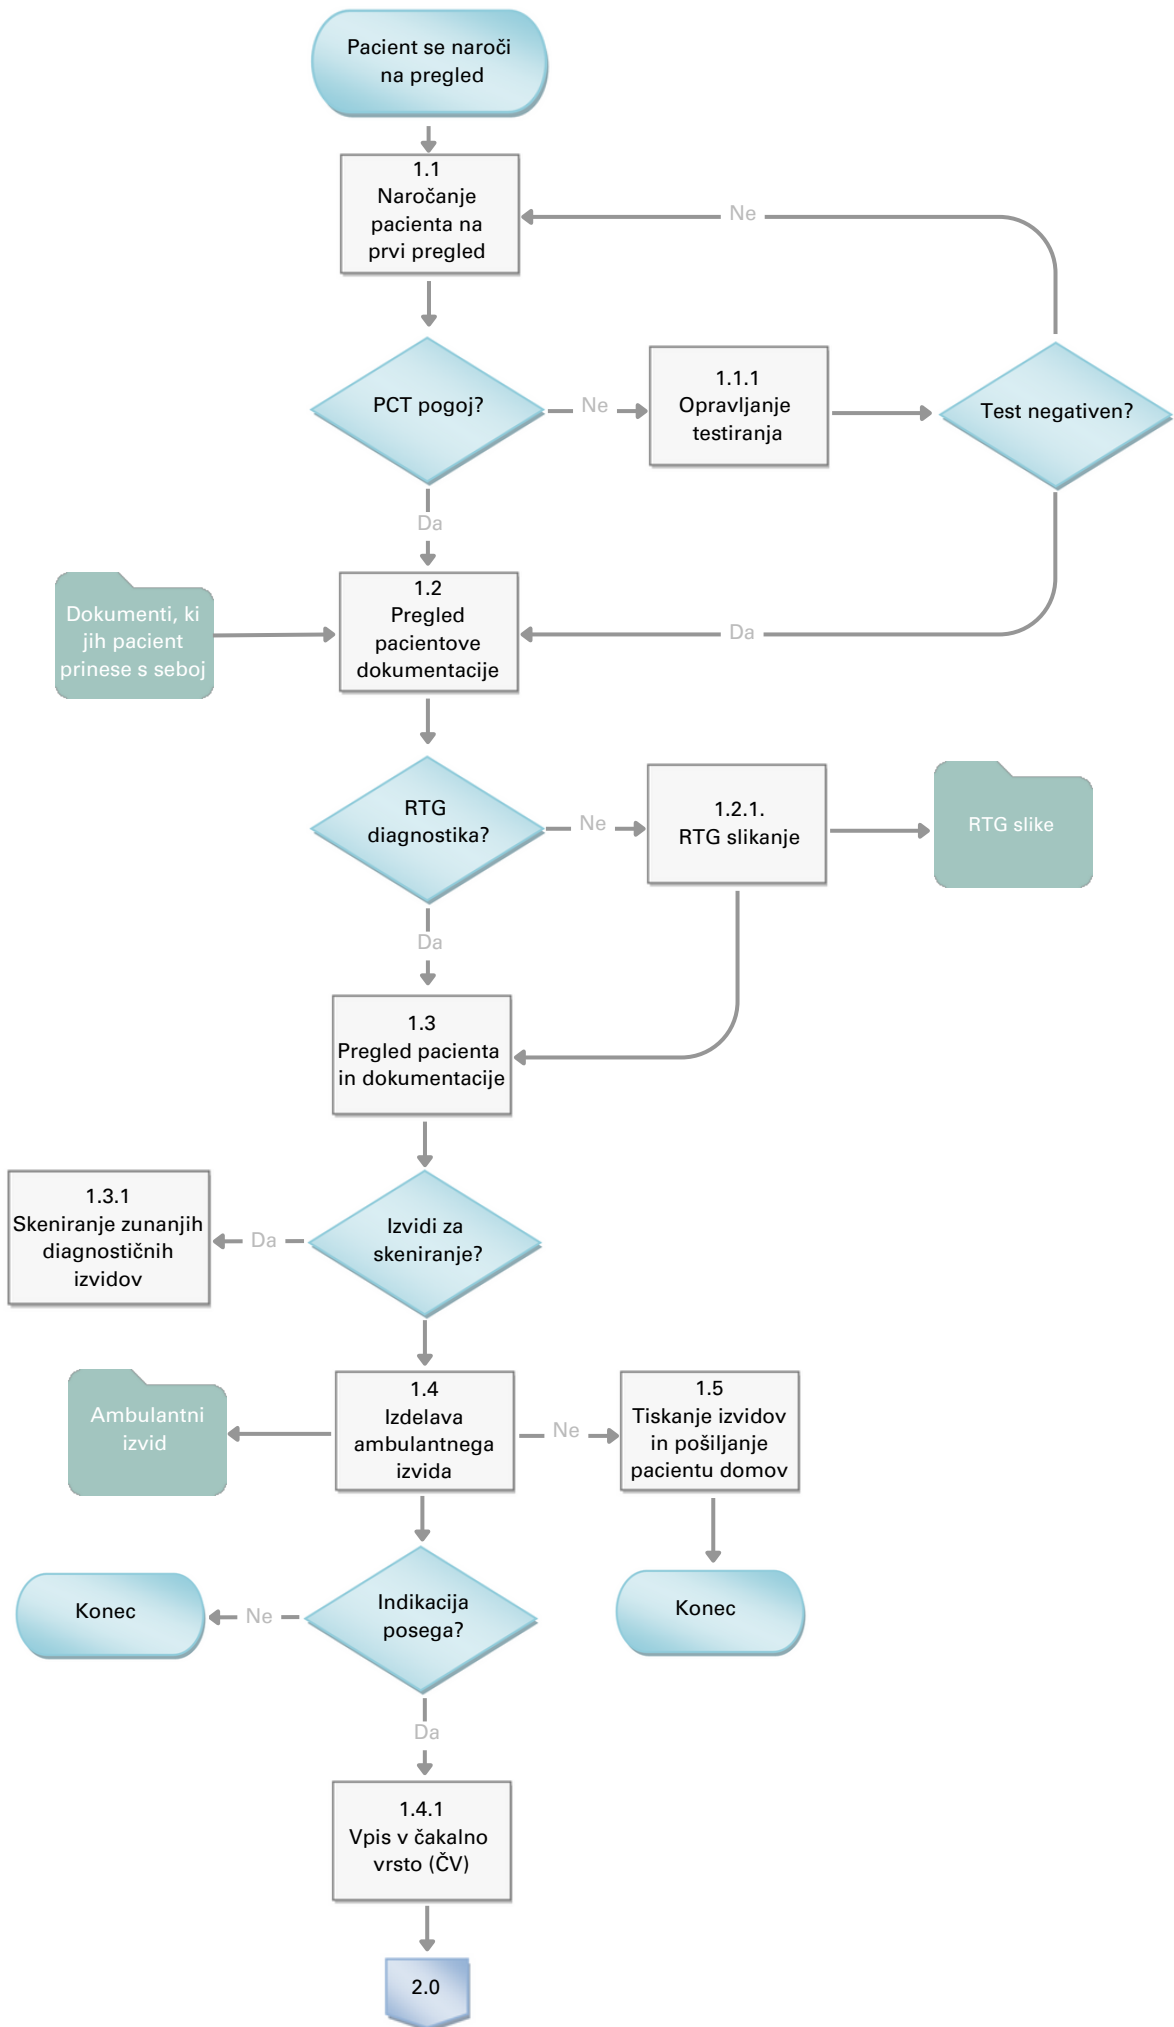 Pacient se naroči
na pregled
1.1
Naročanje
pacienta na
prvi pregled
Ne
PCT pogoj?
Ne
1.1.1
Opravljanje
testiranja
Test negativen?
Da
Dokumenti, ki
jih pacient
prinese s seboj
1.2
Pregled
pacientove
dokumentacije
Da
RTG
diagnostika?
Ne
1.2.1.
RTG slikanje
RTG slike
Da
1.3
Pregled pacienta
in dokumentacije
1.3.1
Skeniranje zunanjih
diagnostičnih
izvidov
Da
Izvidi za
skeniranje?
Ambulantni
izvid
1.4
Izdelava
ambulantnega
izvida
Ne
1.5
Tiskanje izvidov
in pošiljanje
pacientu domov
Konec
Ne
Indikacija
posega?
Konec
Da
1.4.1
Vpis v čakalno
vrsto (ČV)
2.0